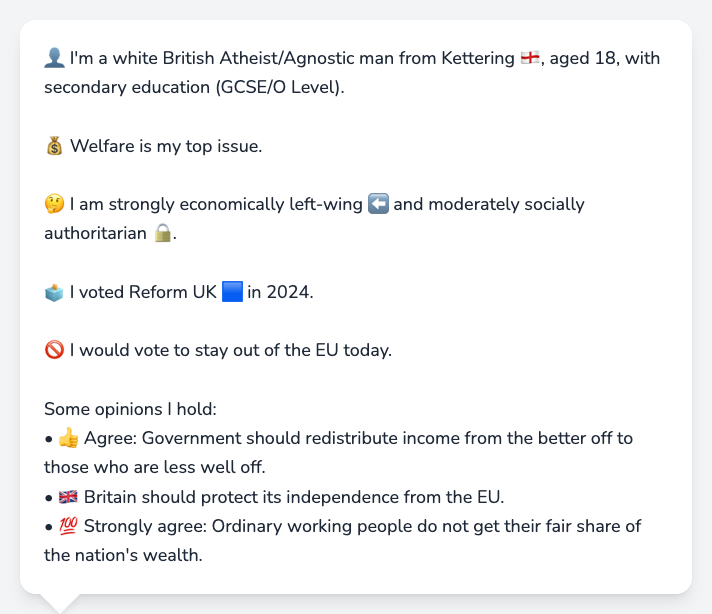 👤 I'm a white British Atheist/Agnostic man from Kettering 🏴󠁧󠁢󠁥󠁮󠁧󠁿, aged 18, with
secondary education (GCSE/O Level).
💰 Welfare is my top issue.
🤔 I am strongly economically left-wing ⬅️ and moderately socially
authoritarian 🔒.
🗳️ I voted Reform UK 🟦 in 2024.
🚫 I would vote to stay out of the EU today.
Some opinions I hold:
• 👍 Agree: Government should redistribute income from the better off to
those who are less well off.
• 🇬🇧 Britain should protect its independence from the EU.
• 💯 Strongly agree: Ordinary working people do not get their fair share of
the nation's wealth.